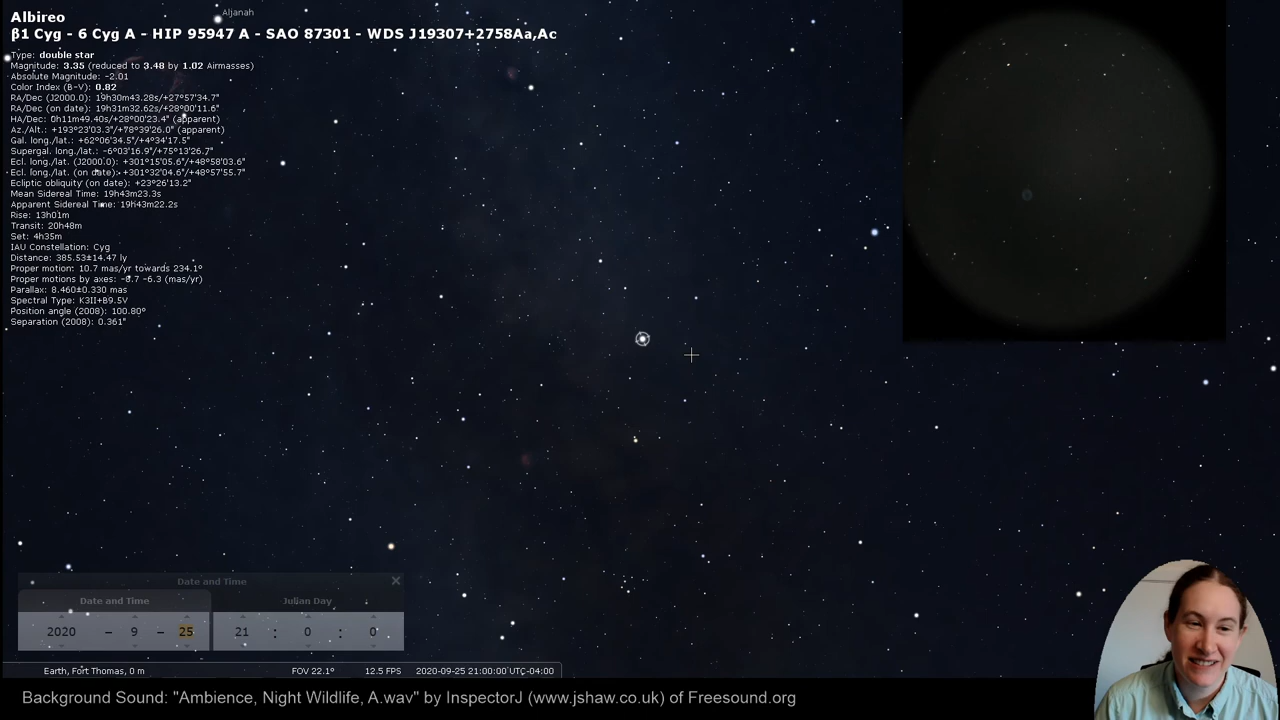 Albireo
Aljanah
β1 Cyg - 6 Cyg A - HIP 95947 A - SAO 87301 - WDS J19307+2758Aa,Ac
Type: double star
Magnitude: 3.35 (reduced to 3.48 by 1.02 Airmasses)
Absolute Magnitude: -2.01
Color Index (B-V): 0.82
RA/Dec (J2000.0): 19h30m43.28s/+27°57'34.7"
RA/Dec (on date): 19h31m32.62s/+28°00'11.6"
HA/Dec: 0h11m49.40s/+28°00'23.4" (apparent)
Az./Alt.: +193°23'03.3"/+78°39'26.0" (apparent)
Gal. long./lat.: +62°06'34.5"/+4°34'17.5"
Supergal. long./lat.: -6°03'16.9"/+75°13'26.7"
Ecl. long./lat. (J2000.0): +301°15'05.6"/+48°58'03.6"
Ecl. long./lat. (on date): +301°32'04.6"/+48°57'55.7"
Ecliptic obliquity (on date): +23°26'13.2"
Mean Sidereal Time: 19h43m23.3s
Apparent Sidereal Time: 19h43m22.2s
Rise: 13h01m
Transit: 20h48m
Set: 4h35m
IAU Constellation: Cyg
Distance: 385.53±14.47 ly
Proper motion: 10.7 mas/yr towards 234.1°
Proper motions by axes: -8.7 -6.3 (mas/yr)
Parallax: 8.460±0.330 mas
Spectral Type: K3II+B9.5V
Position angle (2008): 100.80°
Separation (2008): 0.361"
Date and Time
Date and Time Julian Day
2020 - 9 - 25 21 : 0 : 0
Earth, Fort Thomas, 0 m FOV 22.1° 12.5 FPS 2020-09-25 21:00:00 UTC-04:00
Background Sound: "Ambience, Night Wildlife, A.wav" by InspectorJ (www.jshaw.co.uk) of Freesound.org